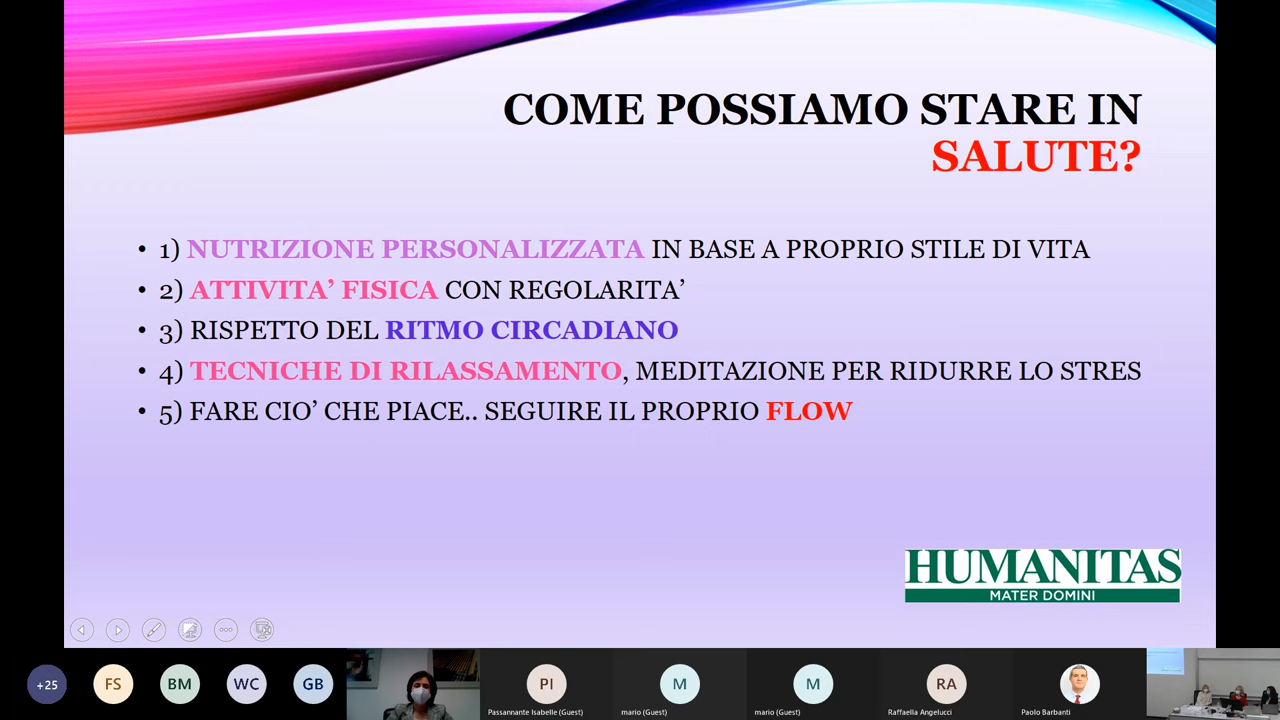 COME POSSIAMO STARE IN
SALUTE?
• 1) NUTRIZIONE PERSONALIZZATA IN BASE A PROPRIO STILE DI VITA
• 2) ATTIVITA’ FISICA CON REGOLARITA’
• 3) RISPETTO DEL RITMO CIRCADIANO
• 4) TECNICHE DI RILASSAMENTO, MEDITAZIONE PER RIDURRE LO STRES
• 5) FARE CIO’ CHE PIACE.. SEGUIRE IL PROPRIO FLOW
HUMANITAS
MATER DOMINI
+25
FS
BM
WC
GB
PI
M
M
RA
Passannante Isabelle (Guest)
mario (Guest)
mario (Guest)
Raffaella Angelucci
Paolo Barbanti